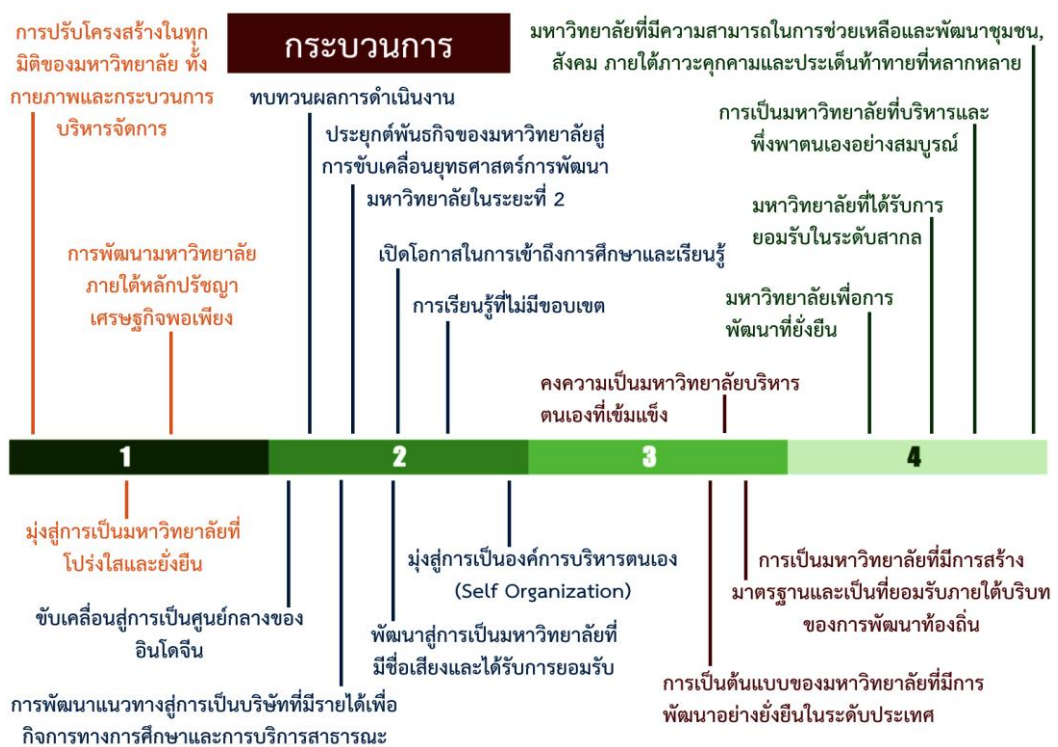 การปรับโครงสร้างในทุก
มิติของมหาวิทยาลัย ทั้ง
กายภาพและกระบวนการ
บริหารจัดการ
กระบวนการ
ทบทวนผลการดำเนินงาน
ประยุกต์พันธกิจของมหาวิทยาลัยสู่
การขับเคลื่อนยุทธศาสตร์การพัฒนา
มหาวิทยาลัยในระยะที่ 2
มหาวิทยาลัยที่มีความสามารถในการช่วยเหลือและพัฒนาชุมชน,
สังคม ภายใต้ภาวะคุกคามและประเด็นท้าทายที่หลากหลาย
การเป็นมหาวิทยาลัยที่บริหารและ
พึ่งพาตนเองอย่างสมบูรณ์
มหาวิทยาลัยที่ได้รับการ
ยอมรับในระดับสากล
การพัฒนามหาวิทยาลัย
ภายใต้หลักปรัชญา
เศรษฐกิจพอเพียง
เปิดโอกาสในการเข้าถึงการศึกษาและเรียนรู้
การเรียนรู้ที่ไม่มีขอบเขต
มหาวิทยาลัยเพื่อการ
พัฒนาที่ยั่งยืน
คงความเป็นมหาวิทยาลัยบริหาร
ตนเองที่เข้มแข็ง
1
2
3
4
มุ่งสู่การเป็นมหาวิทยาลัยที่
โปร่งใสและยั่งยืน
ขับเคลื่อนสู่การเป็นศูนย์กลางของ
อินโดจีน
การพัฒนาแนวทางสู่การเป็นบริษัทที่มีรายได้เพื่อ
กิจการทางการศึกษาและการบริการสาธารณะ
มุ่งสู่การเป็นองค์การบริหารตนเอง
(Self Organization)
พัฒนาสู่การเป็นมหาวิทยาลัยที่
มีชื่อเสียงและได้รับการยอมรับ
การเป็นมหาวิทยาลัยที่มีการสร้าง
มาตรฐานและเป็นที่ยอมรับภายใต้บริบท
ของการพัฒนาท้องถิ่น
การเป็นต้นแบบของมหาวิทยาลัยที่มีการ
พัฒนาอย่างยั่งยืนในระดับประเทศ